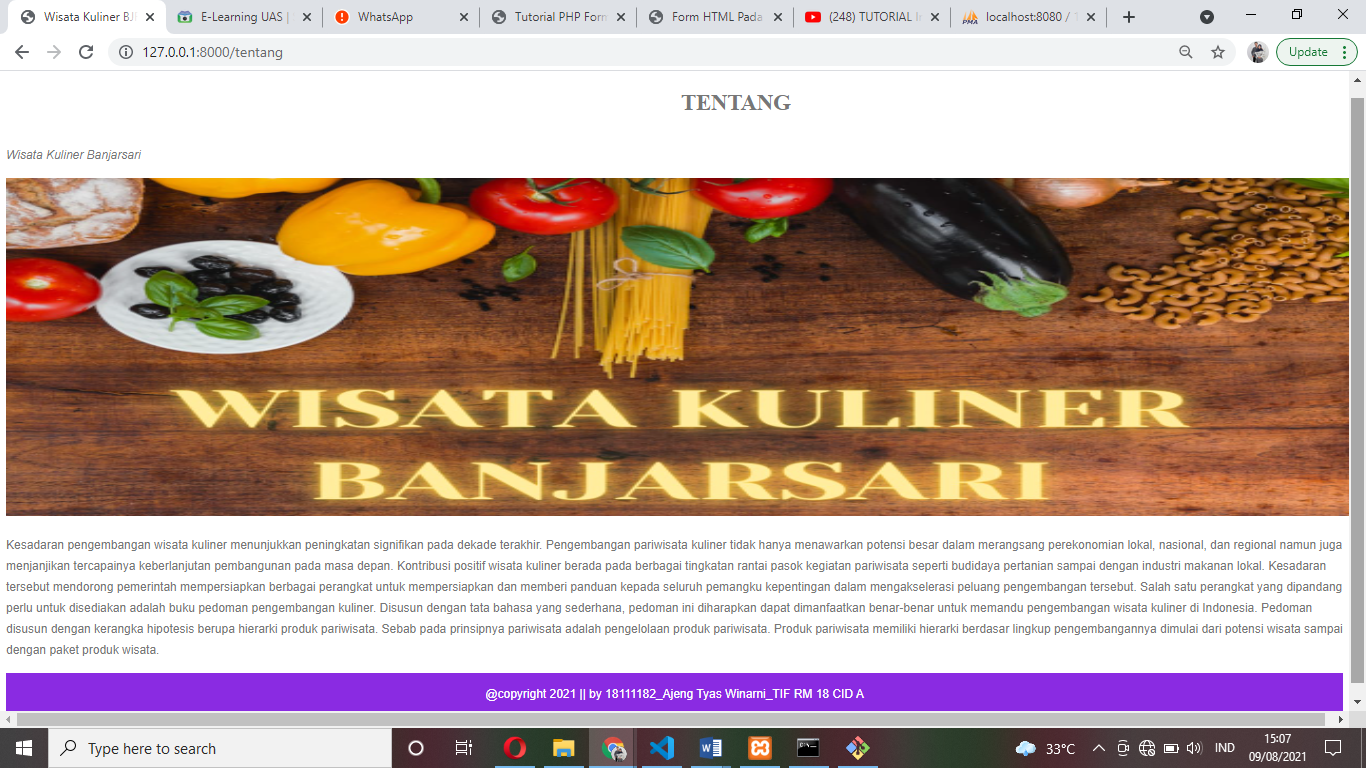 Wisata Kuliner BJ
E-Learning UAS |
WhatsApp
Tutorial PHP Form
Form HTML Pada
(248) TUTORIAL I
localhost:8080 /
127.0.0.1:8000/tentang
Update
TENTANG
Wisata Kuliner Banjarsari
WISATA KULINER
BANJARSARI
Kesadaran pengembangan wisata kuliner menunjukkan peningkatan signifikan pada dekade terakhir. Pengembangan pariwisata kuliner tidak hanya menawarkan potensi besar dalam merangsang perekonomian lokal, nasional, dan regional namun juga
menjanjikan tercapainya keberlanjutan pembangunan pada masa depan. Kontribusi positif wisata kuliner berada pada berbagai tingkatan rantai pasok kegiatan pariwisata seperti budidaya pertanian sampai dengan industri makanan lokal. Kesadaran
tersebut mendorong pemerintah mempersiapkan berbagai perangkat untuk mempersiapkan dan memberi panduan kepada seluruh pemangku kepentingan dalam mengakselerasi peluang pengembangan tersebut. Salah satu perangkat yang dipandang
perlu untuk disediakan adalah buku pedoman pengembangan kuliner. Disusun dengan tata bahasa yang sederhana, pedoman ini diharapkan dapat dimanfaatkan benar-benar untuk memandu pengembangan wisata kuliner di Indonesia. Pedoman
disusun dengan kerangka hipotesis berupa hierarki produk pariwisata. Sebab pada prinsipnya pariwisata adalah pengelolaan produk pariwisata. Produk pariwisata memiliki hierarki berdasar lingkup pengembangannya dimulai dari potensi wisata sampai
dengan paket produk wisata.
@copyright 2021 || by 18111182_Ajeng Tyas Winarni_TIF RM 18 CID A
Type here to search
33°C
IND
15:07
09/08/2021